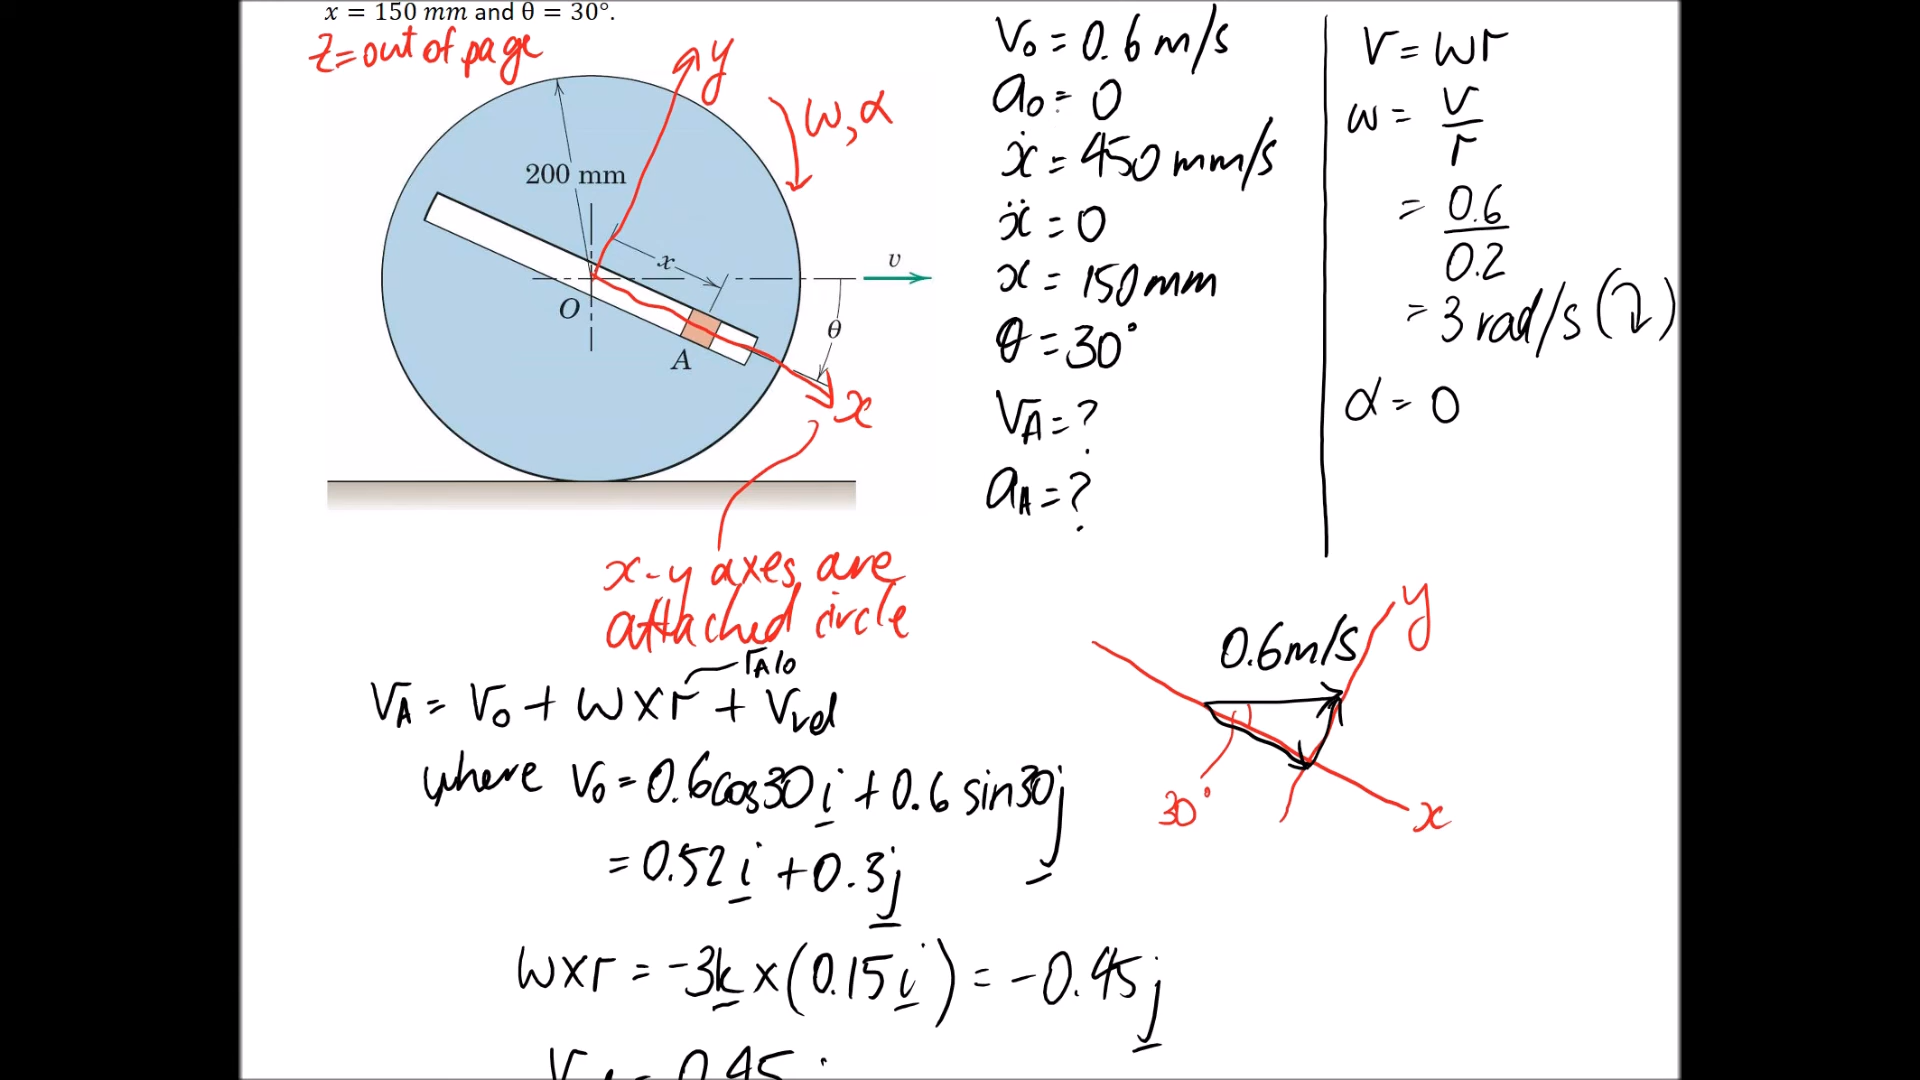 x = 150 mm and θ = 30°.
z=out of page
y
ω, α
200 mm
x
v
O
θ
A
x
x-y axes are
attached circle
V₀ = 0.6 m/s
a₀ = 0
ẋ = 450 mm/s
ẍ = 0
x = 150 mm
θ = 30°
V_A = ?
a_A = ?
V = ωr
ω = V/r
= 0.6/0.2
= 3 rad/s (↷)
α = 0
r_A/o
V_A = V₀ + ω×r + V_rel
where V₀ = 0.6cos30 i + 0.6 sin30 j
= 0.52 i + 0.3 j
ω×r = -3k × (0.15 i) = -0.45 j
0.6m/s
y
30°
x